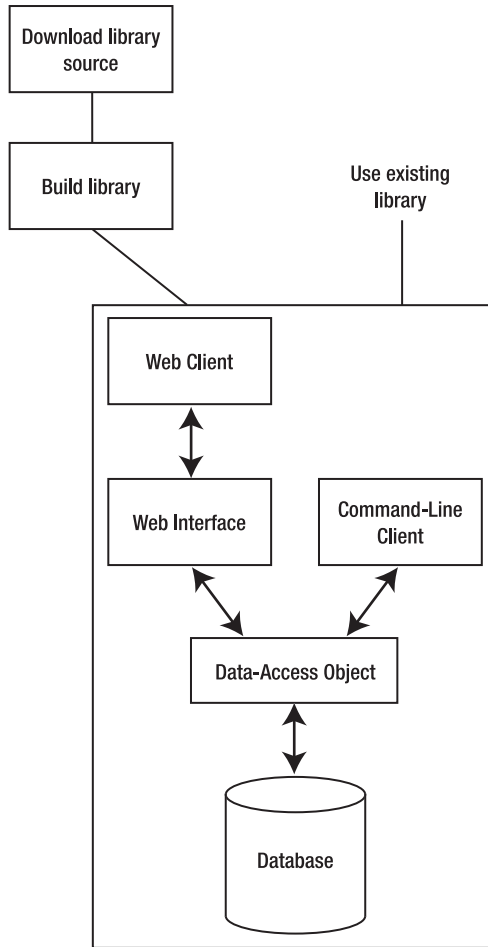 Download library
source
Build library
Use existing
library
Web Client
Web Interface
Command-Line
Client
Data-Access Object
Database